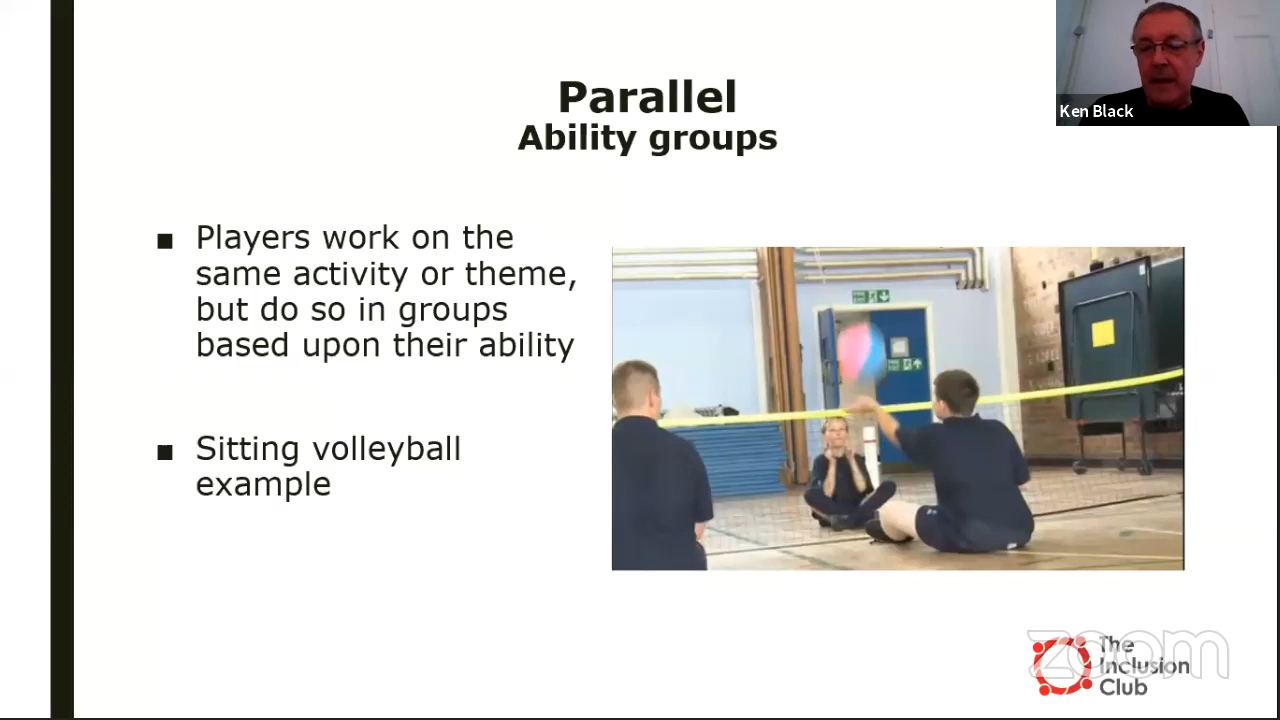 Parallel
Ability groups
Ken Black
■ Players work on the
same activity or theme,
but do so in groups
based upon their ability
■ Sitting volleyball
example
zoom
The
Inclusion
Club